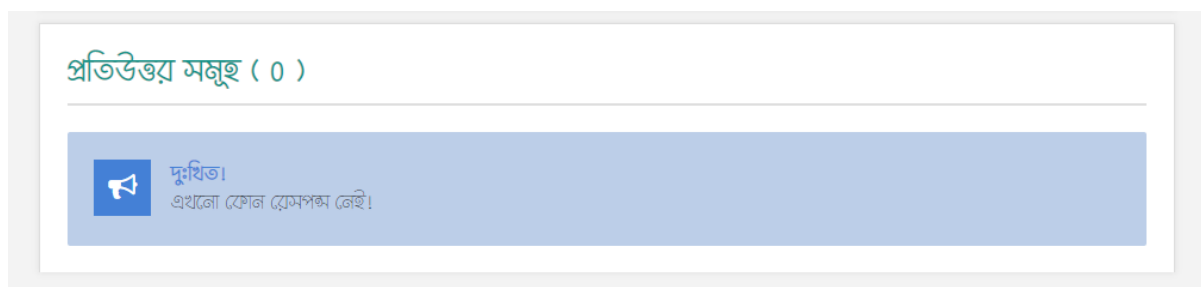 প্রতিউত্তর সমূহ ( 0 )
দুঃখিত!
এখনো কোন রেসপন্স নেই!